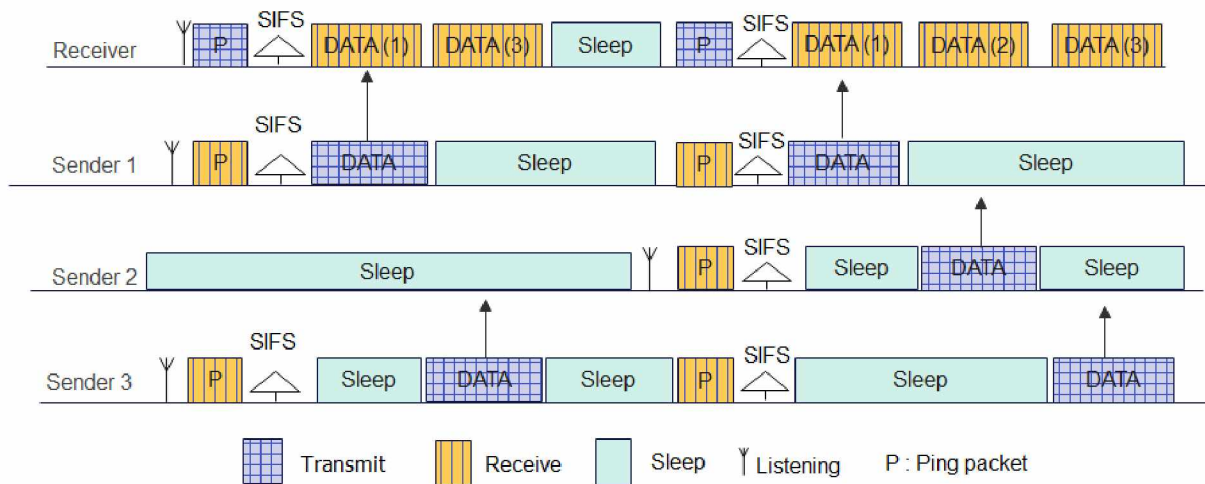 SIFS SIFS
Receiver P DATA (1) DATA (3) Sleep P DATA (1) DATA (2) DATA (3)
SIFS SIFS
Sender 1 P DATA Sleep P DATA Sleep
SIFS
Sender 2 Sleep P Sleep DATA Sleep
SIFS SIFS
Sender 3 P Sleep DATA Sleep P Sleep DATA
Transmit Receive Sleep Listening P : Ping packet